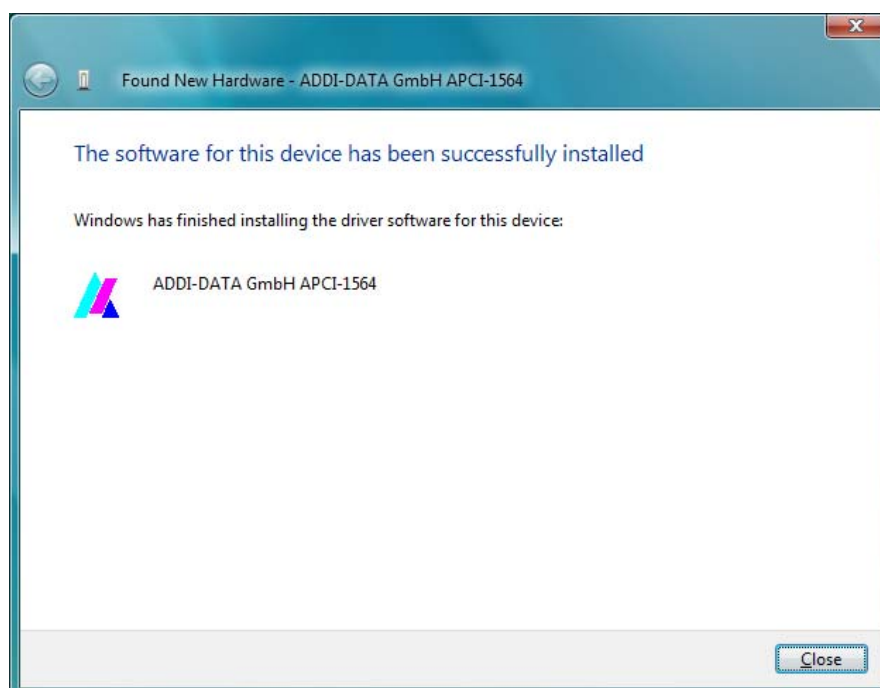 Found New Hardware - ADDI-DATA GmbH APCI-1564
The software for this device has been successfully installed
Windows has finished installing the driver software for this device:
ADDI-DATA GmbH APCI-1564
Close